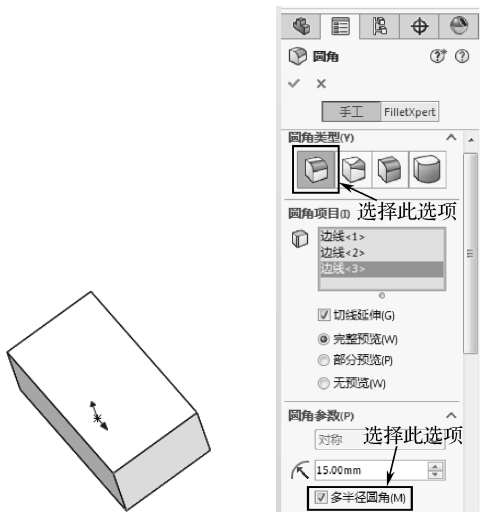 圆角
手工 FilletXpert
圆角类型(Y)
选择此选项
圆角项目(I)
边线<1>
边线<2>
边线<3>
切线延伸(G)
完整预览(W)
部分预览(P)
无预览(W)
圆角参数(P)
对称
选择此选项
15.00mm
多半径圆角(M)